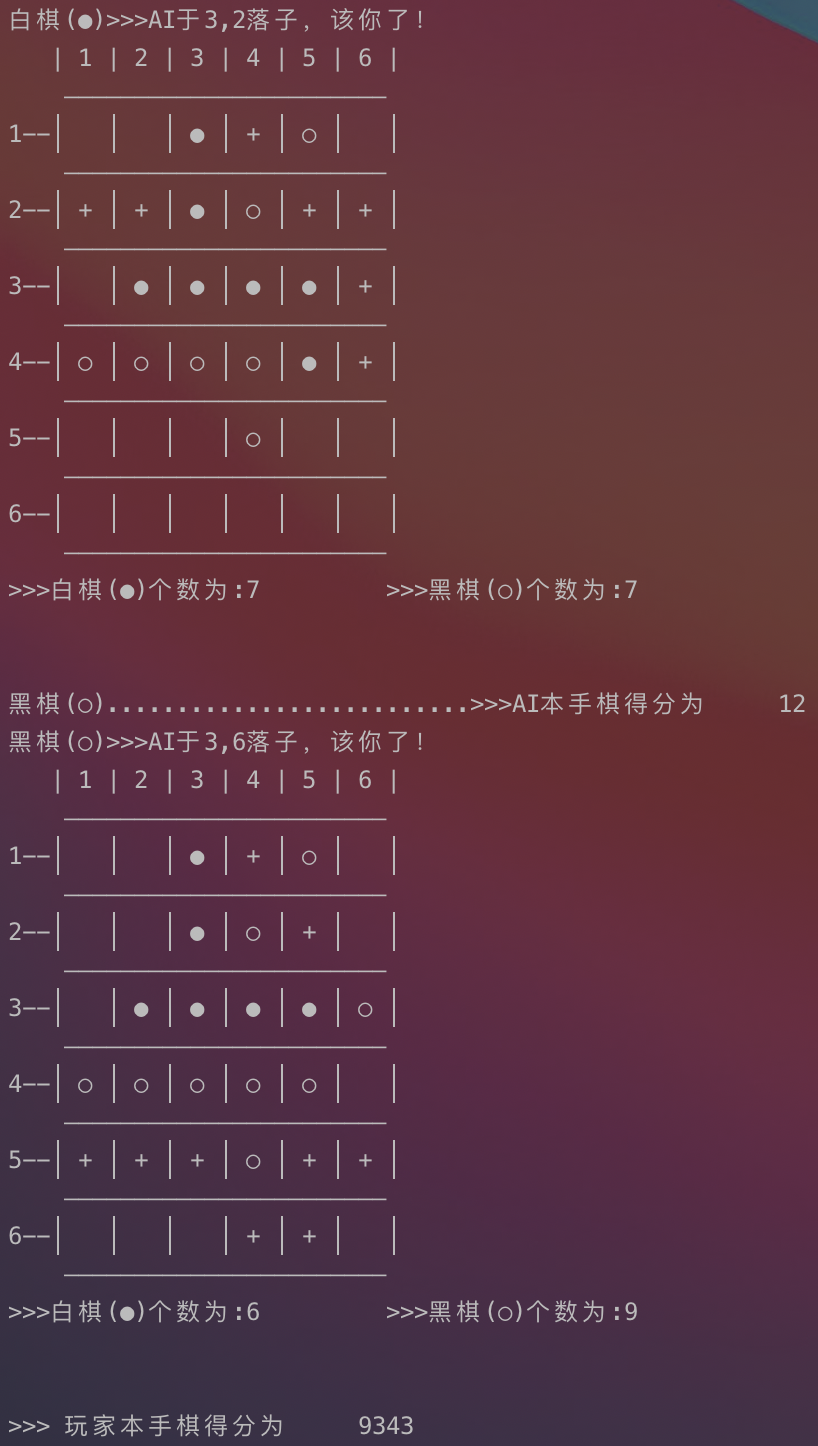 白棋(●)>>>AI于3,2落子, 该你了!
| 1 | 2 | 3 | 4 | 5 | 6 |
1——| | | ● | + | ○ | |
2——| + | + | ● | ○ | + | + |
3——| | ● | ● | ● | ● | + |
4——| ○ | ○ | ○ | ○ | ● | + |
5——| | | | ○ | | |
6——| | | | | | |
>>>白棋(●)个数为:7 >>>黑棋(○)个数为:7
黑棋(○)..........................>>>AI本手棋得分为 12
黑棋(○)>>>AI于3,6落子, 该你了!
| 1 | 2 | 3 | 4 | 5 | 6 |
1——| | | ● | + | ○ | |
2——| | | ● | ○ | + | |
3——| | ● | ● | ● | ● | ○ |
4——| ○ | ○ | ○ | ○ | ○ | |
5——| + | + | + | ○ | + | + |
6——| | | | + | + | |
>>>白棋(●)个数为:6 >>>黑棋(○)个数为:9
>>> 玩家本手棋得分为 9343